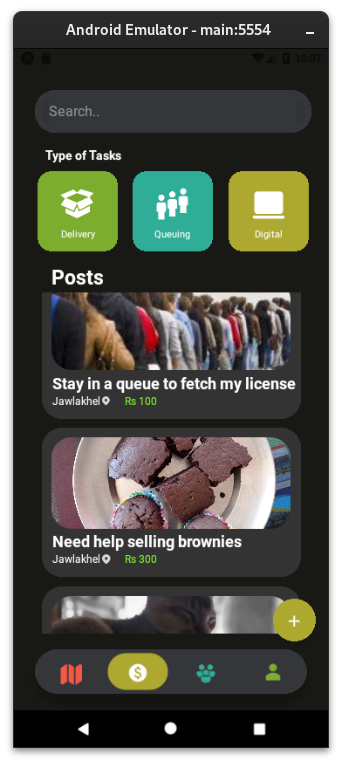 Android Emulator - main:5554
10:07
Search..
Type of Tasks
Delivery
Queuing
Digital
Posts
Stay in a queue to fetch my license
Jawlakhel Rs 100
Need help selling brownies
Jawlakhel Rs 300